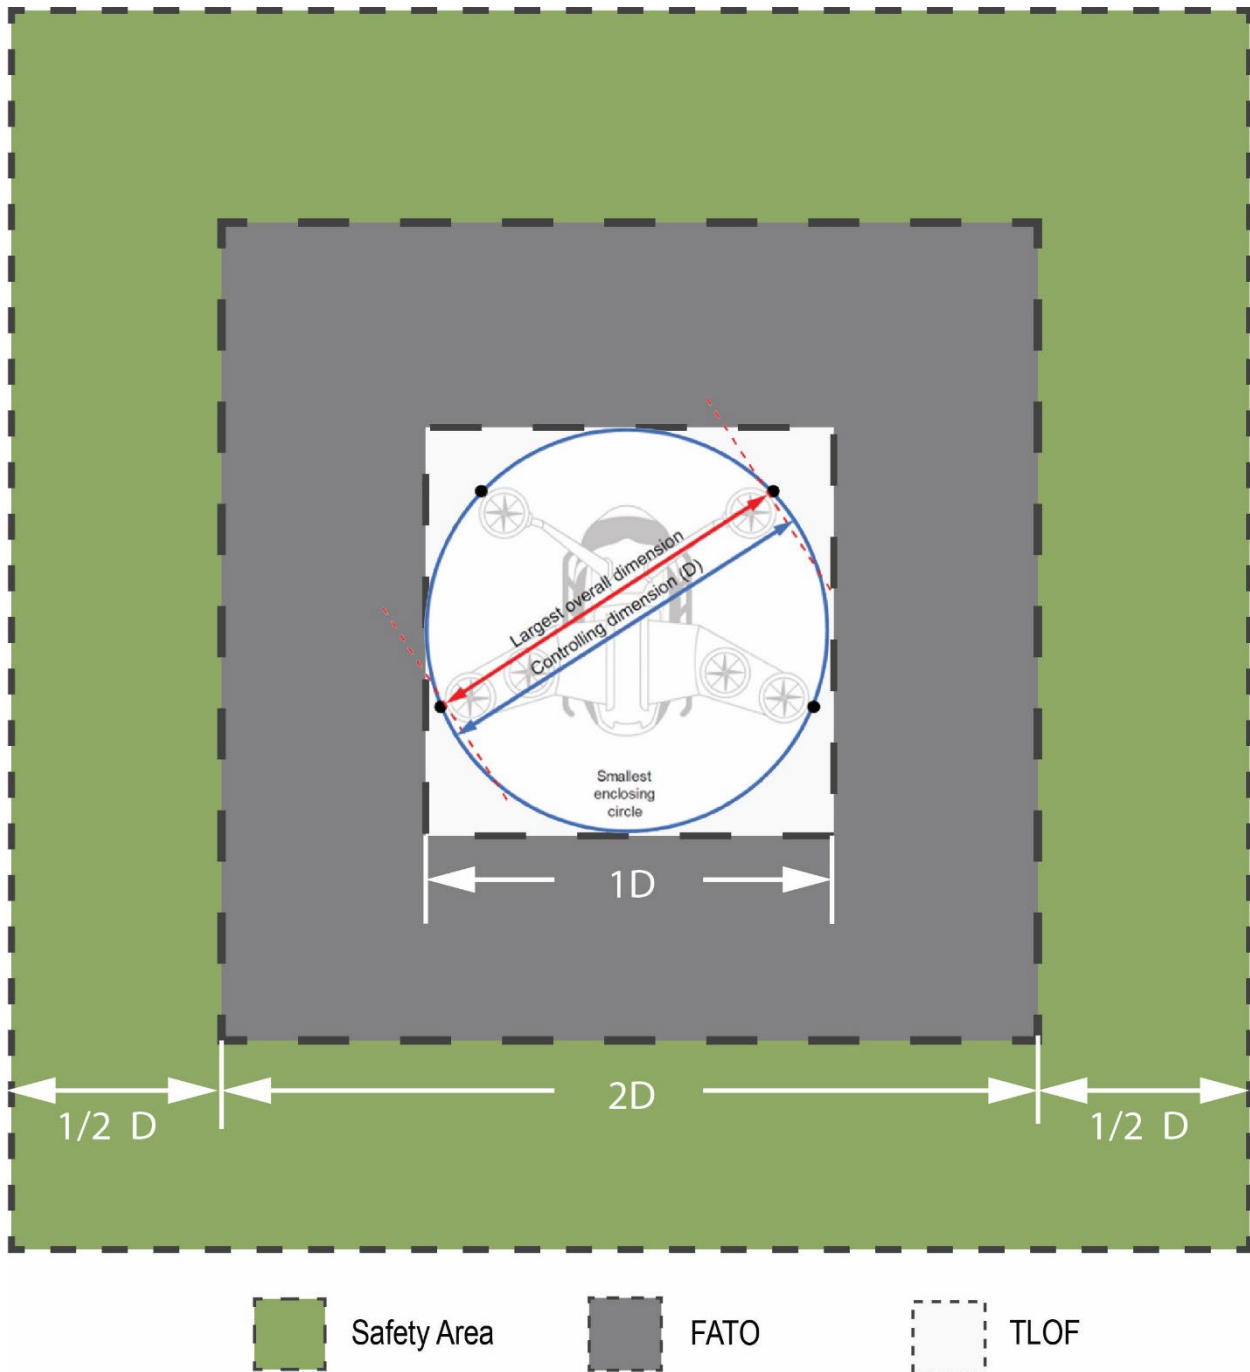 Largest overall dimension
Controlling dimension (D)
Smallest
enclosing
circle
1D
2D
1/2 D
1/2 D
Safety Area
FATO
TLOF